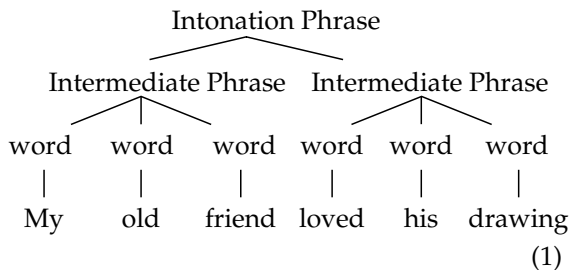 Intonation Phrase
Intermediate Phrase Intermediate Phrase
word word word word word word
My old friend loved his drawing
(1)